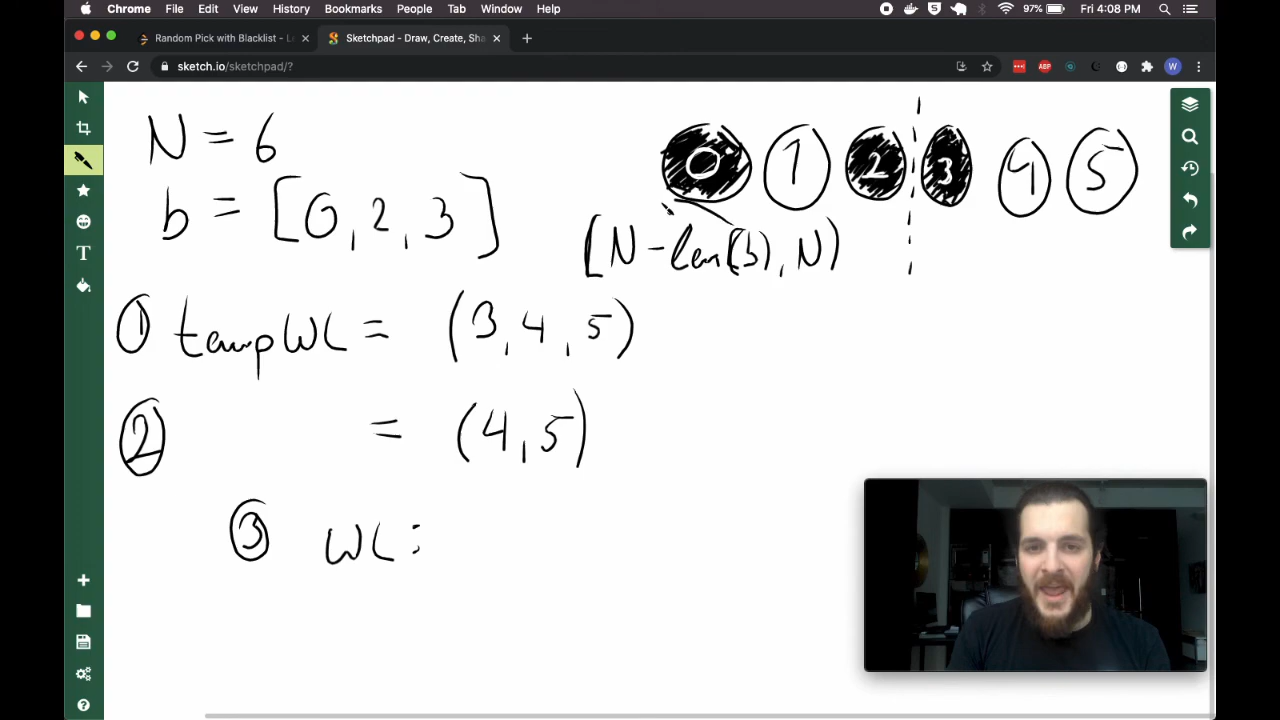 Chrome File Edit View History Bookmarks People Tab Window Help 97% Fri 4:08 PM
Random Pick with Blacklist - L
Sketchpad - Draw, Create, Sha
sketch.io/sketchpad/?
ABP
W
N = 6
b = [0, 2, 3]
0 1 2 3 4 5
[N - len(b), N)
① tempWL = (3, 4, 5)
② = (4, 5)
③ WL:
T